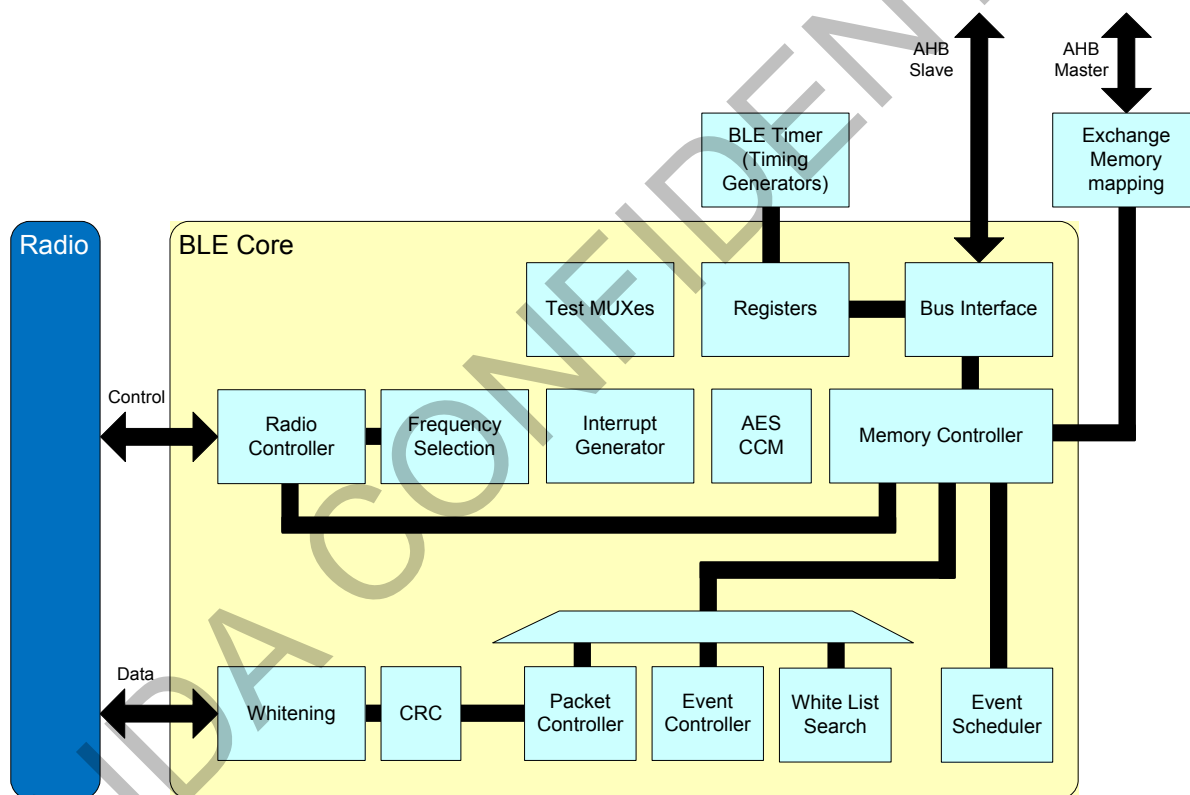 AHB
Slave
AHB
Master
BLE Timer
(Timing
Generators)
Exchange
Memory
mapping
Radio
BLE Core
Test MUXes
Registers
Bus Interface
Control
Radio
Controller
Frequency
Selection
Interrupt
Generator
AES
CCM
Memory Controller
Data
Whitening
CRC
Packet
Controller
Event
Controller
White List
Search
Event
Scheduler
IDA CONFIDEN